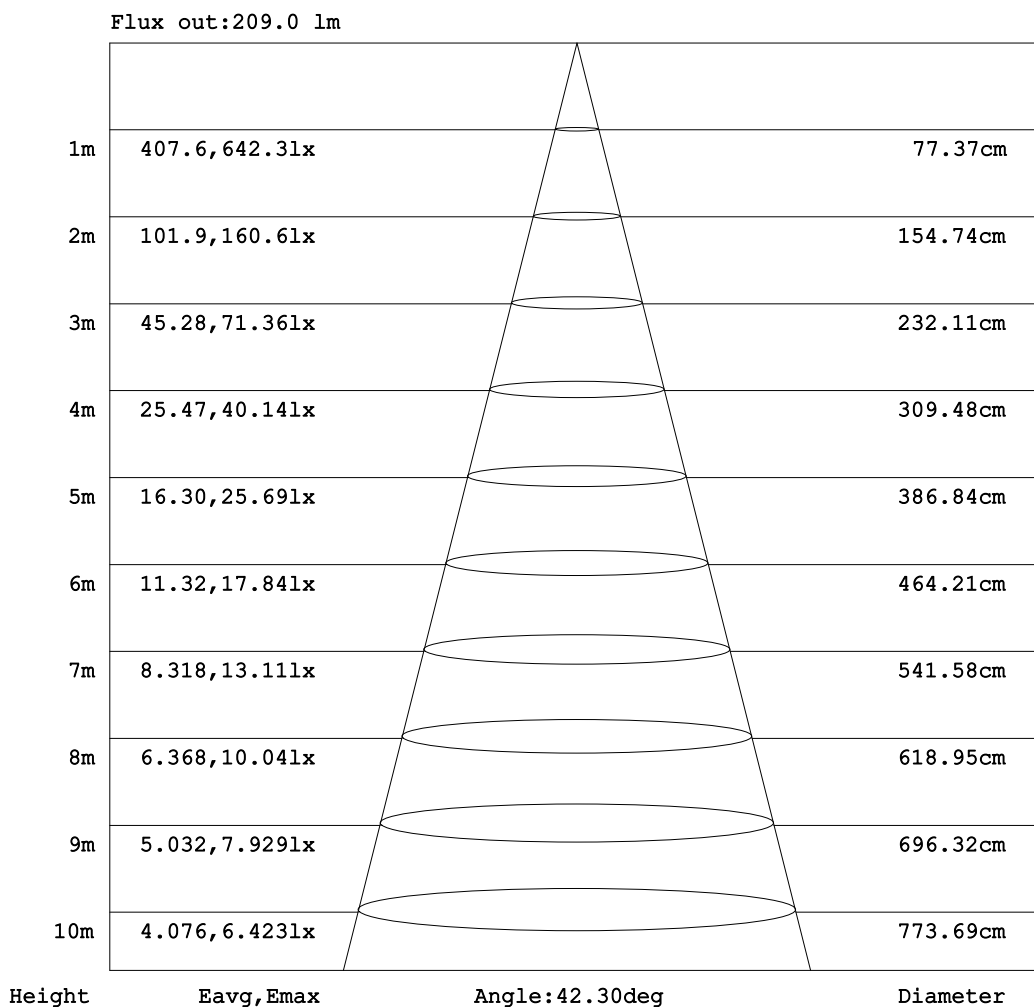 Flux out:209.0 lm
1m 407.6,642.3lx 77.37cm
2m 101.9,160.6lx 154.74cm
3m 45.28,71.36lx 232.11cm
4m 25.47,40.14lx 309.48cm
5m 16.30,25.69lx 386.84cm
6m 11.32,17.84lx 464.21cm
7m 8.318,13.11lx 541.58cm
8m 6.368,10.04lx 618.95cm
9m 5.032,7.929lx 696.32cm
10m 4.076,6.423lx 773.69cm
Height Eavg,Emax Angle:42.30deg Diameter